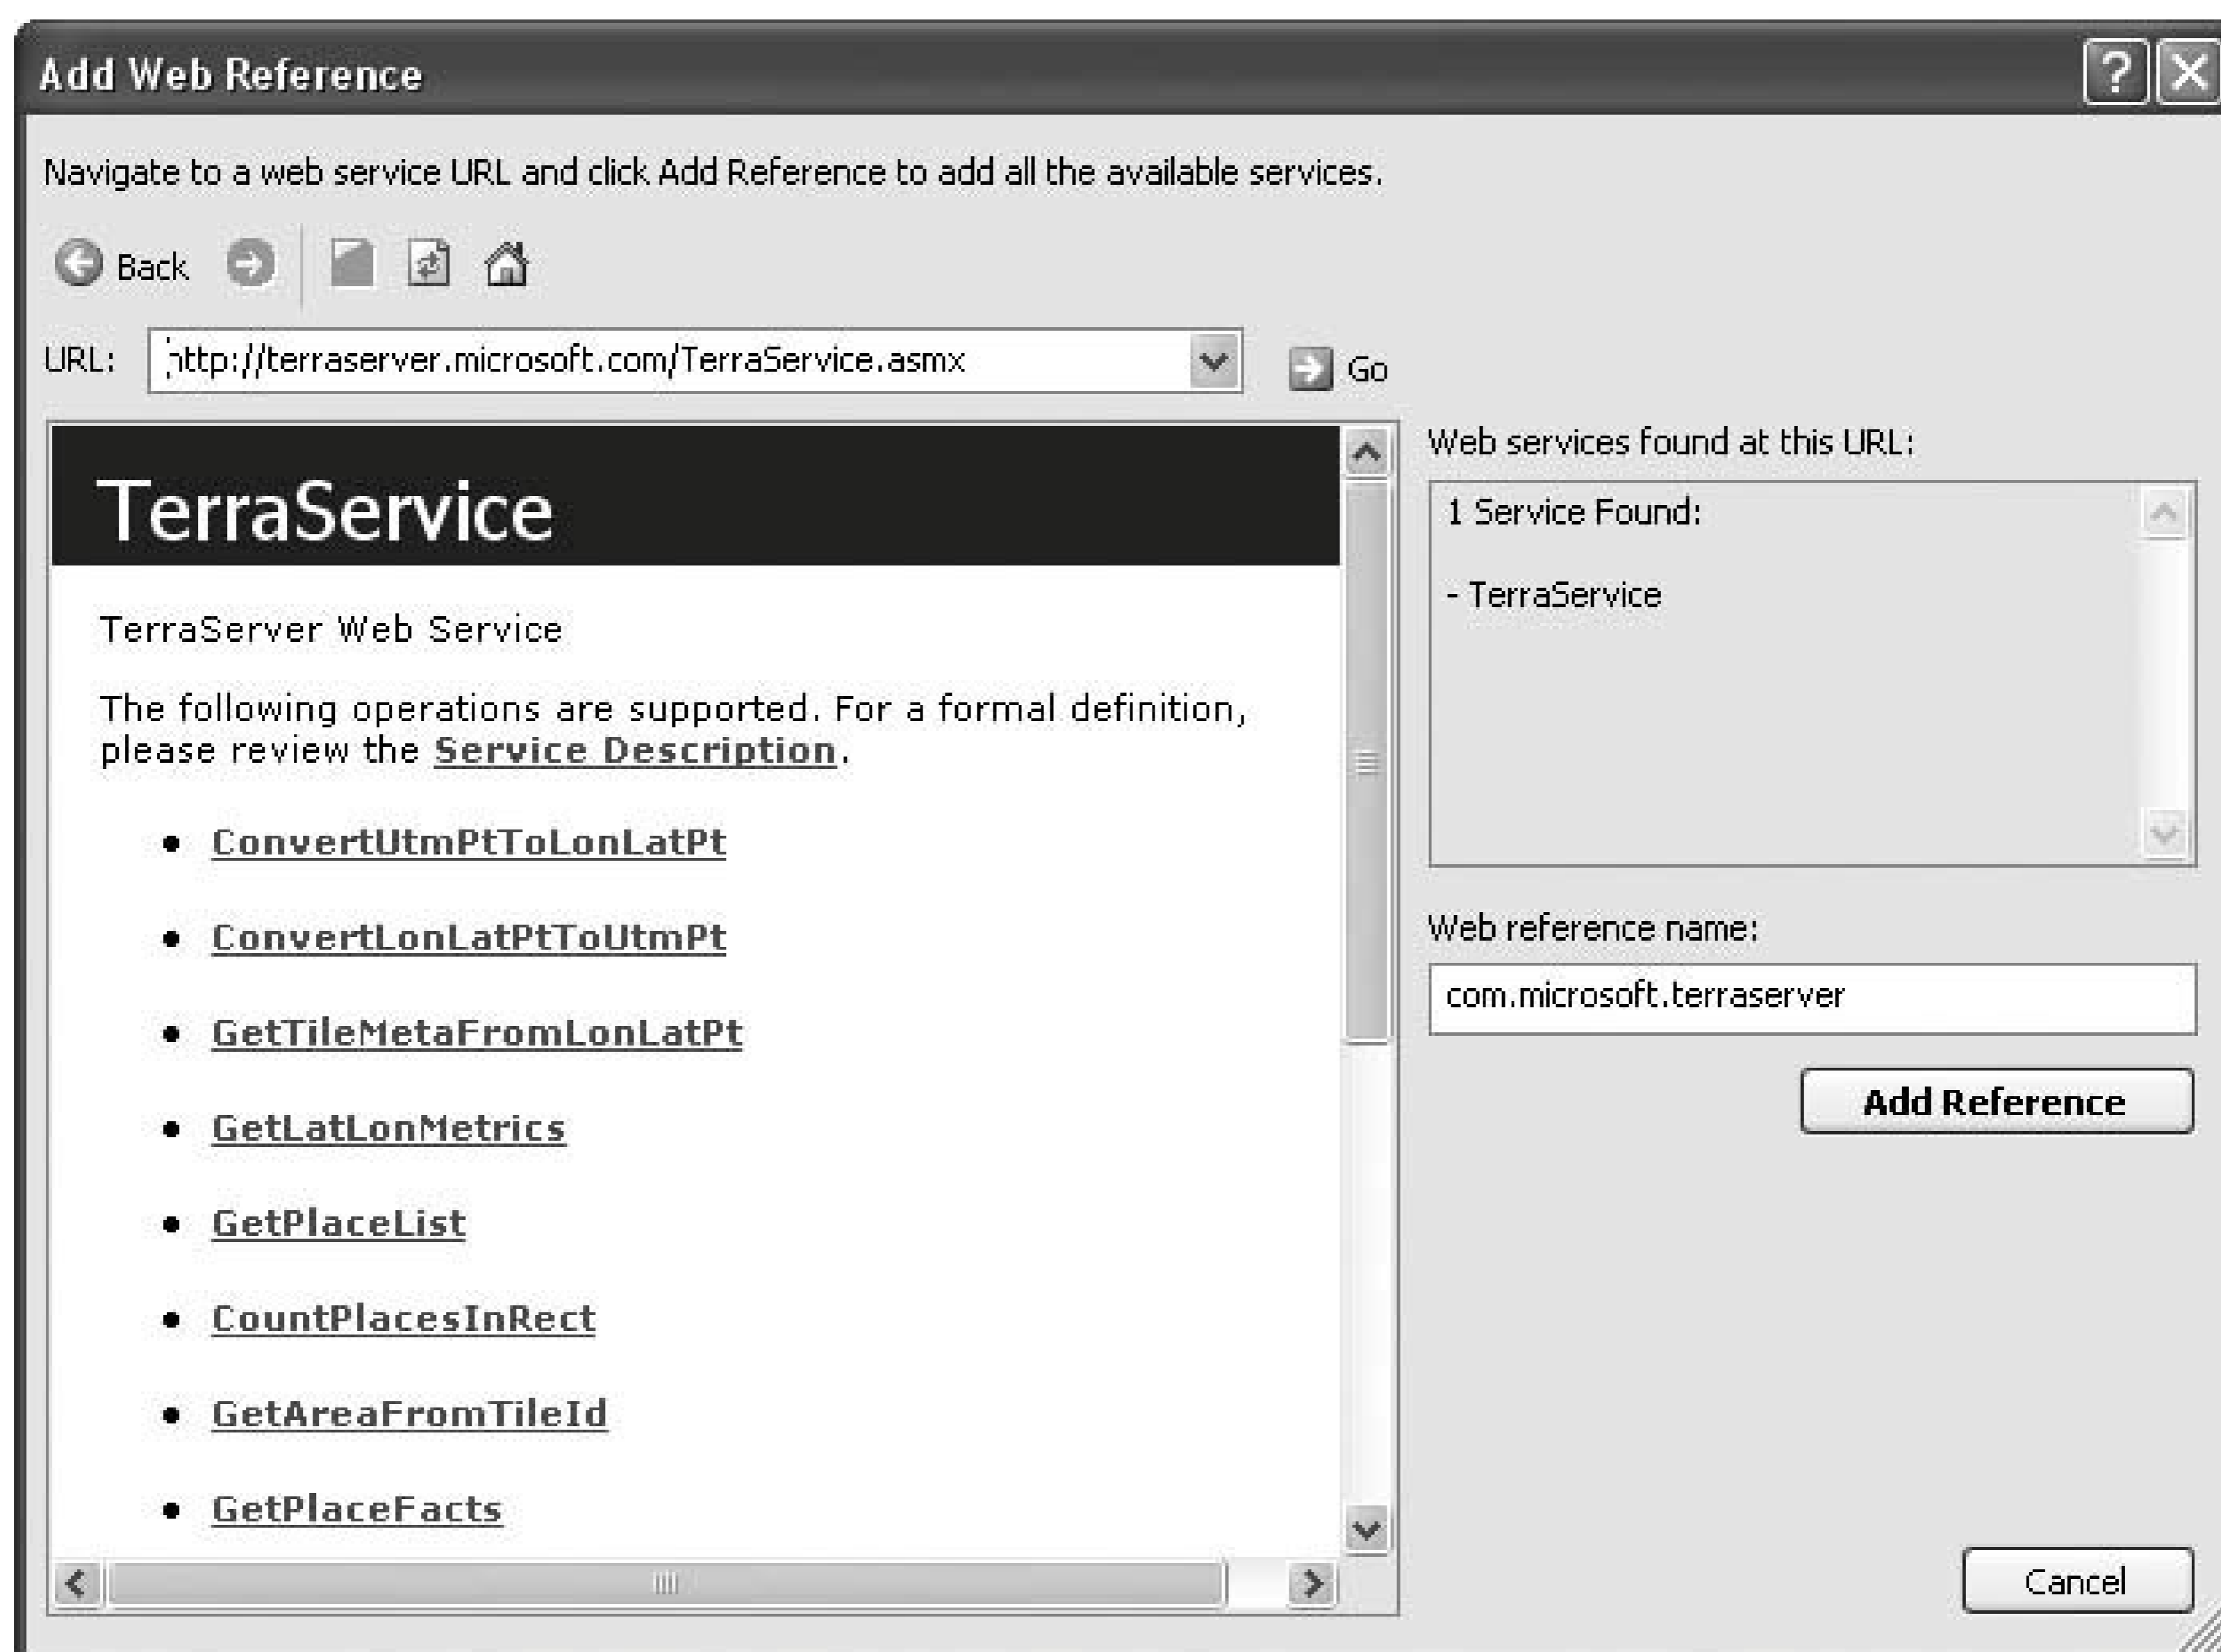 Add Web Reference
Navigate to a web service URL and click Add Reference to add all the available services.
Back
URL: http://terraserver.microsoft.com/TerraService.asmx Go
TerraService
TerraServer Web Service
The following operations are supported. For a formal definition,
please review the Service Description.
• ConvertUtmPtToLonLatPt
• ConvertLonLatPtToUtmPt
• GetTileMetaFromLonLatPt
• GetLatLonMetrics
• GetPlaceList
• CountPlacesInRect
• GetAreaFromTileId
• GetPlaceFacts
Web services found at this URL:
1 Service Found:
- TerraService
Web reference name:
com.microsoft.terraserver
Add Reference
Cancel